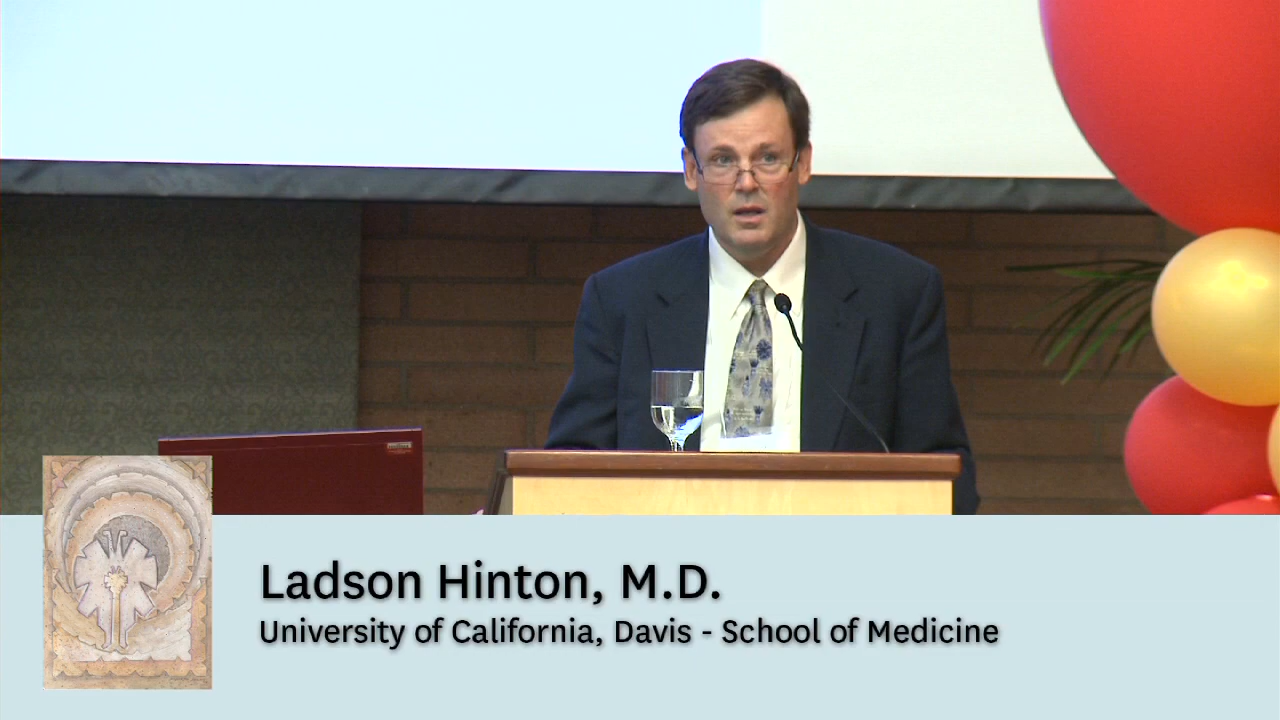 Ladson Hinton, M.D.
University of California, Davis - School of Medicine